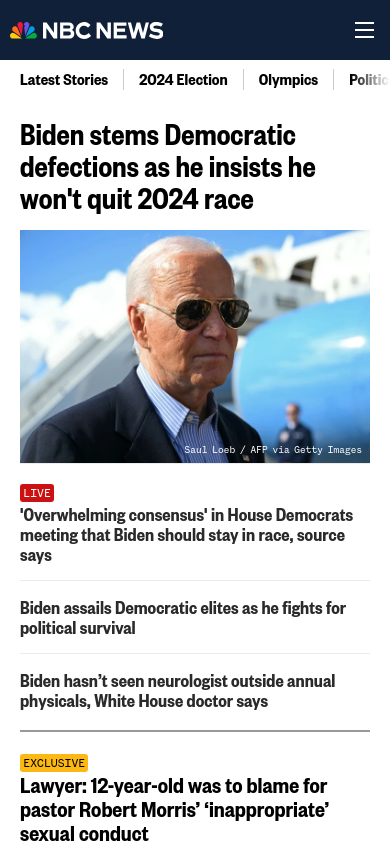 NBC NEWS
Latest Stories
2024 Election
Olympics
Politic
Biden stems Democratic
defections as he insists he
won't quit 2024 race
Saul Loeb / AFP via Getty Images
LIVE
'Overwhelming consensus' in House Democrats
meeting that Biden should stay in race, source
says
Biden assails Democratic elites as he fights for
political survival
Biden hasn’t seen neurologist outside annual
physicals, White House doctor says
EXCLUSIVE
Lawyer: 12-year-old was to blame for
pastor Robert Morris’ ‘inappropriate’
sexual conduct